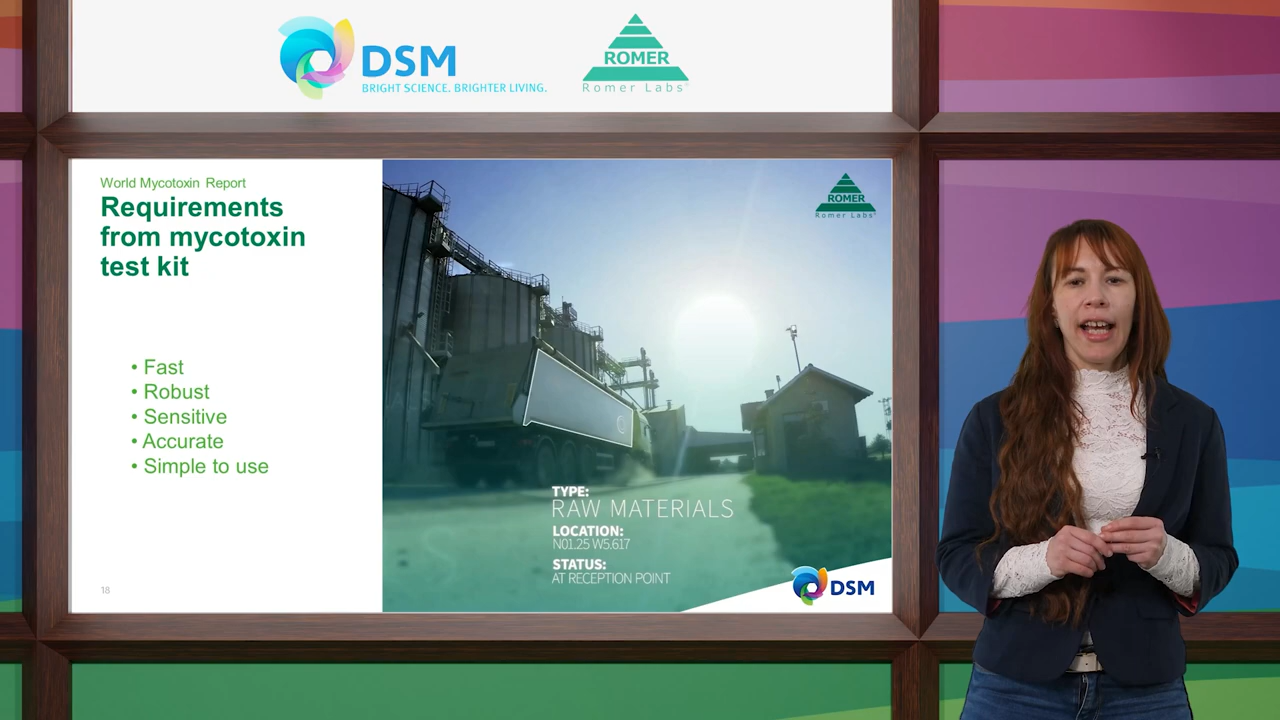 DSM
BRIGHT SCIENCE. BRIGHTER LIVING.
ROMER
Romer Labs®
World Mycotoxin Report
Requirements
from mycotoxin
test kit
• Fast
• Robust
• Sensitive
• Accurate
• Simple to use
18
ROMER
Romer Labs®
TYPE:
RAW MATERIALS
LOCATION:
N01.25 W5.617
STATUS:
AT RECEPTION POINT
DSM